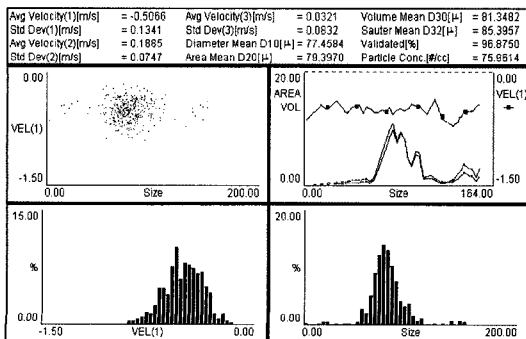 Avg Velocity(1)[m/s] = -0.5066 Avg Velocity(3)[m/s] = 0.0321 Volume Mean D30[µ] = 81.3482
Std Dev(1)[m/s] = 0.1341 Std Dev(3)[m/s] = 0.0832 Sauter Mean D32[µ] = 85.3957
Avg Velocity(2)[m/s] = 0.1885 Diameter Mean D10[µ] = 77.4584 Validated[%] = 96.8750
Std Dev(2)[m/s] = 0.0747 Area Mean D20[µ] = 79.3970 Particle Conc.[#/cc] = 75.9614
0.00
VEL(1)
-1.50
0.00 Size 200.00
20.00 0.00
AREA VEL(1)
VOL
0.00 -1.50
0.00 Size 164.00
15.00
%
0.00
-1.50 VEL(1) 0.00
20.00
%
0.00
0.00 Size 200.00